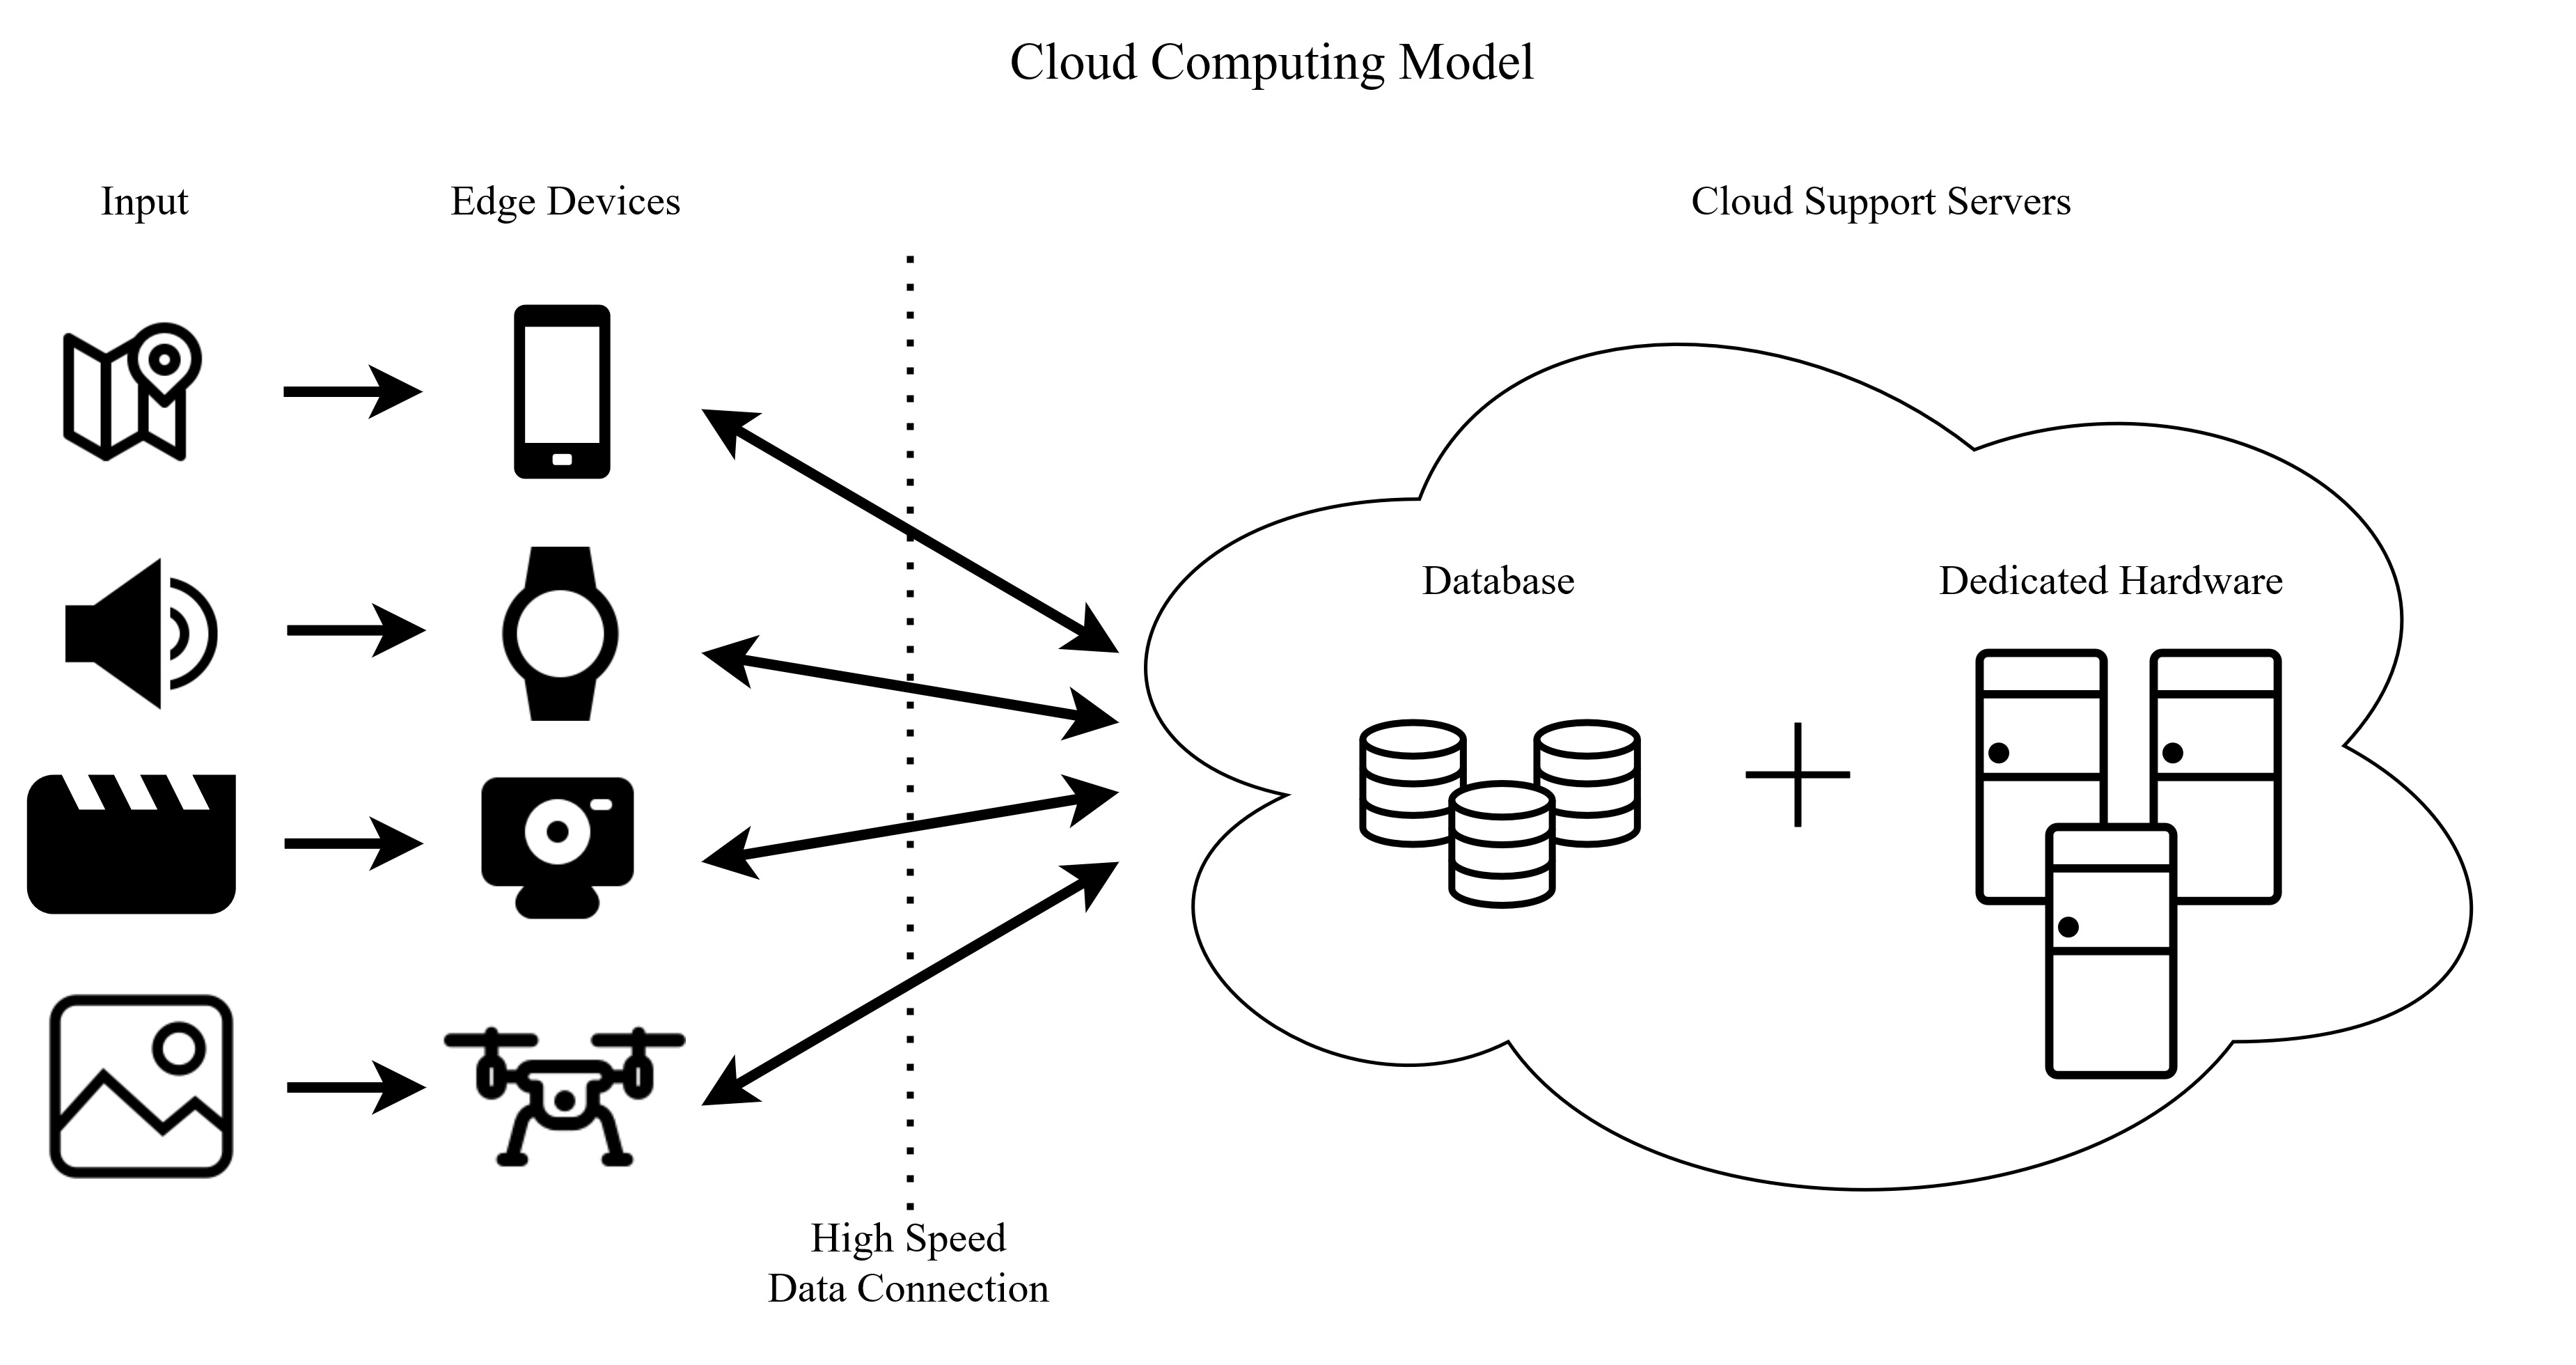 Cloud Computing Model
Input
Edge Devices
Cloud Support Servers
Database
Dedicated Hardware
High Speed
Data Connection